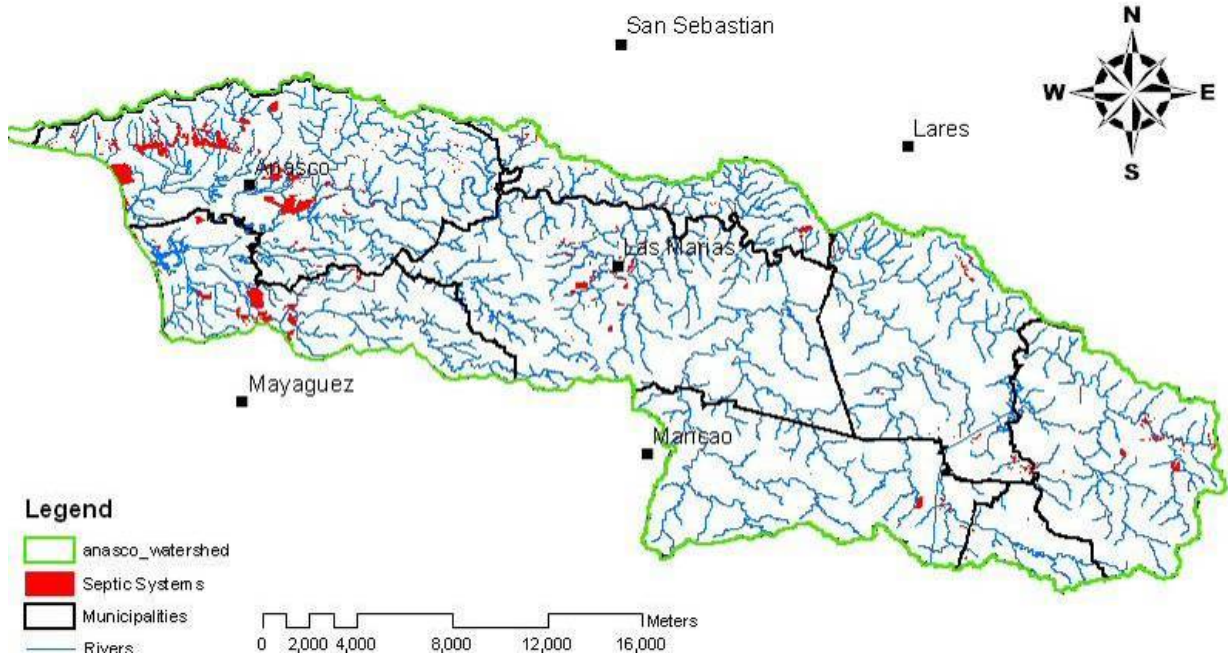 San Sebastian
N
W E
S
Lares
Anasco
Las Marias
Mayaguez
Maricao
Legend
anasco_watershed
Septic Systems
Municipalities
Rivers
Meters
0 2,000 4,000 8,000 12,000 16,000